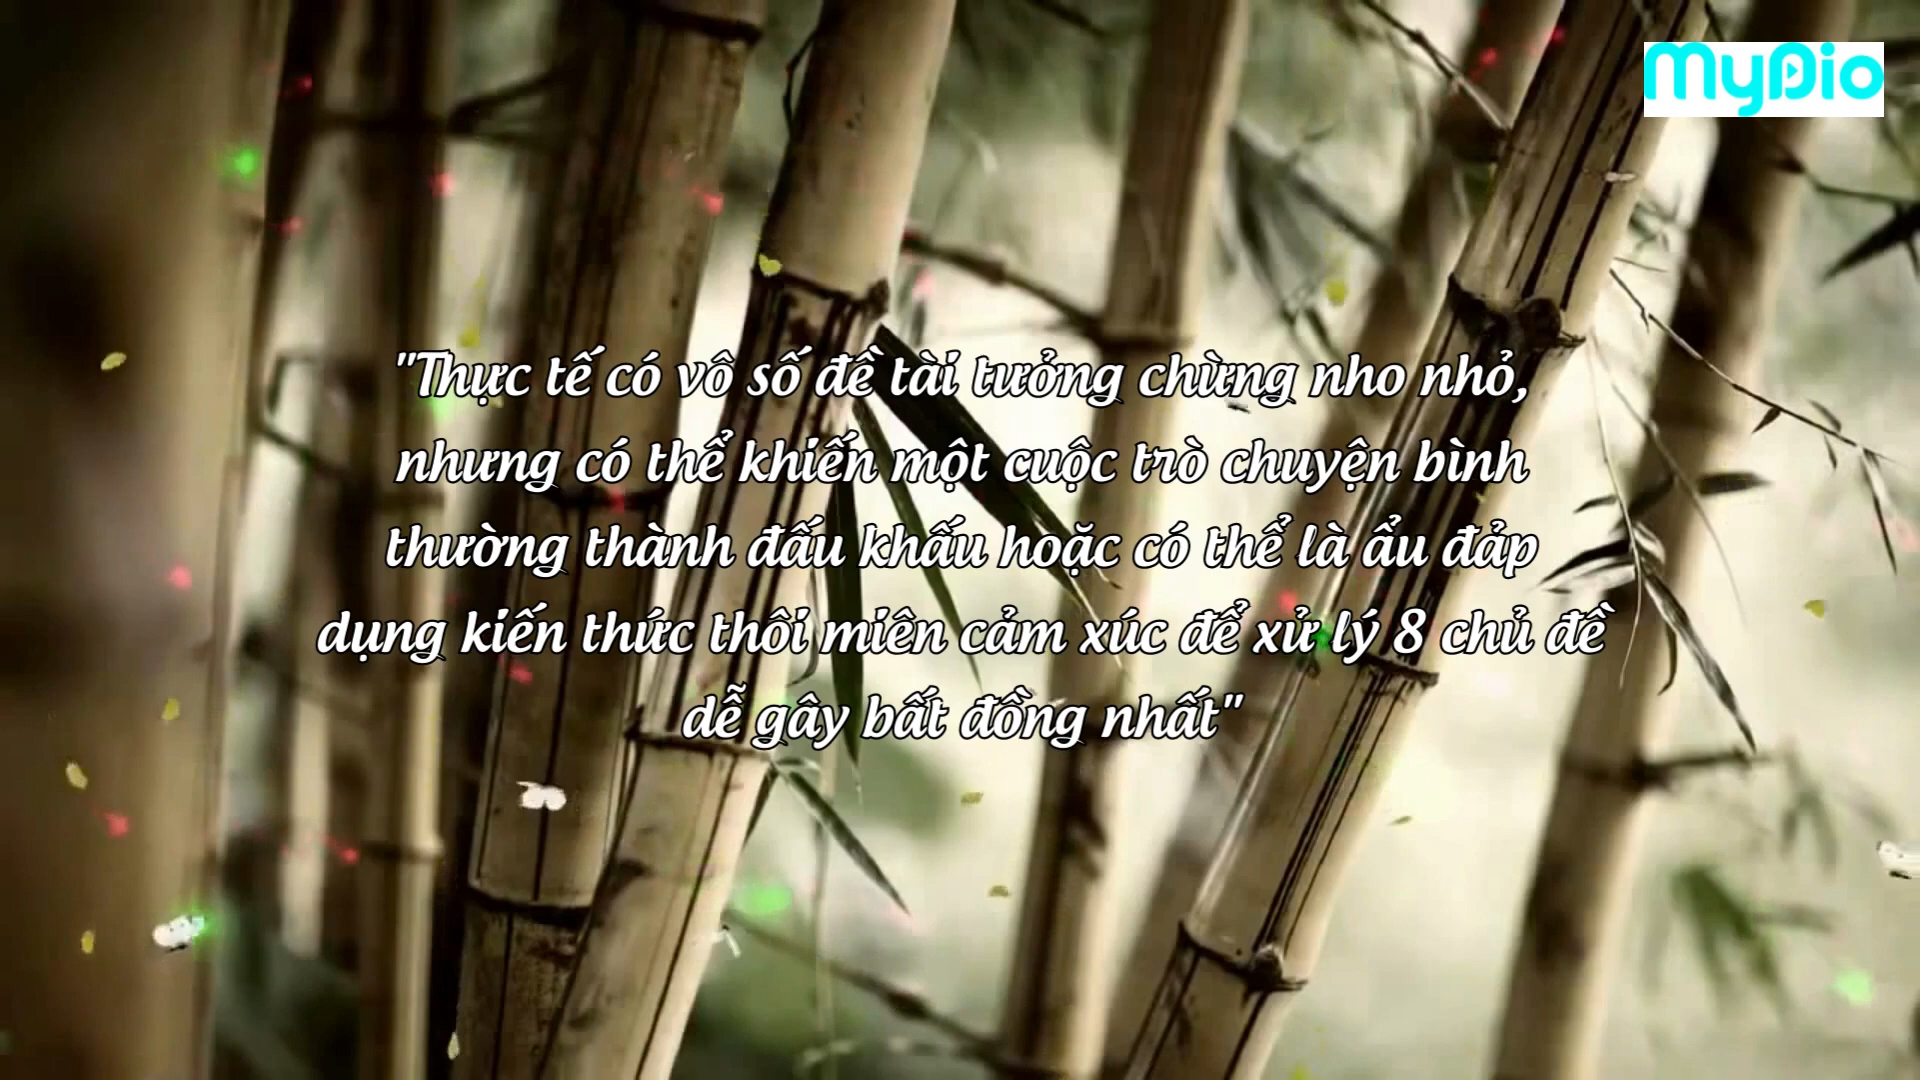 MyDio
"Thực tế có vô số đề tài tưởng chừng nho nhỏ,
nhưng có thể khiến một cuộc trò chuyện bình
thường thành đấu khấu hoặc có thể là ẩu đảp
dụng kiến thức thôi miên cảm xúc để xử lý 8 chủ đề
dễ gây bất đồng nhất"